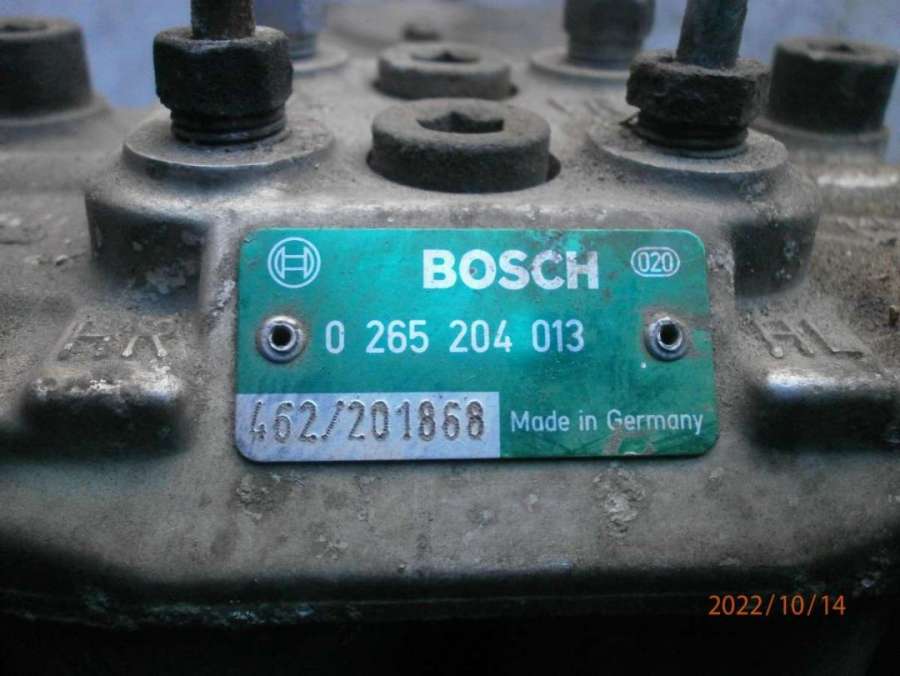 BOSCH 020
0 265 204 013
HR HL
462/201868 Made in Germany
2022/10/14